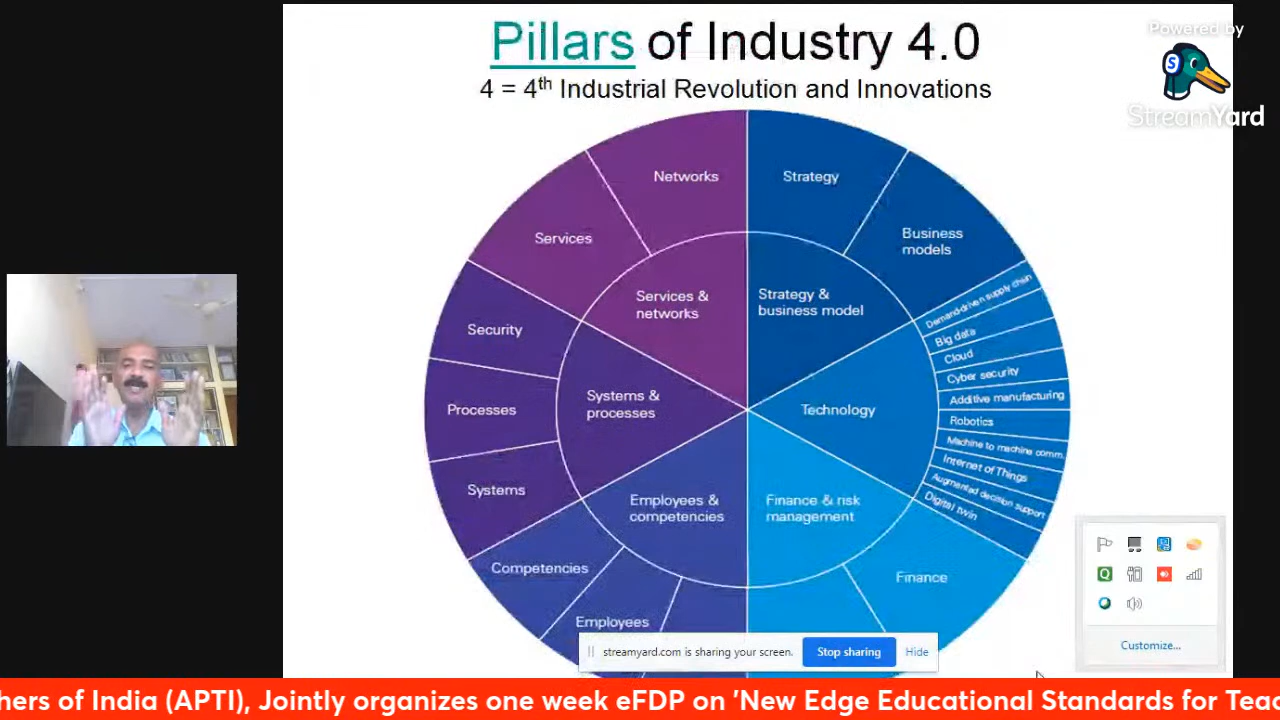 Pillars of Industry 4.0
4 = 4th Industrial Revolution and Innovations
Powered by
StreamYard
Networks
Strategy
Services
Business
models
Services &
networks
Strategy &
business model
Security
Processes
Systems
Systems &
processes
Technology
Demand-driven supply chain
Big data
Cloud
Cyber security
Additive manufacturing
Robotics
Machine to machine comm.
Internet of Things
Augmented decision support
Digital twin
Employees &
competencies
Finance & risk
management
Competencies
Employees
Finance
streamyard.com is sharing your screen.
Stop sharing
Hide
Customize...
hers of India (APTI), Jointly organizes one week eFDP on 'New Edge Educational Standards for Teac